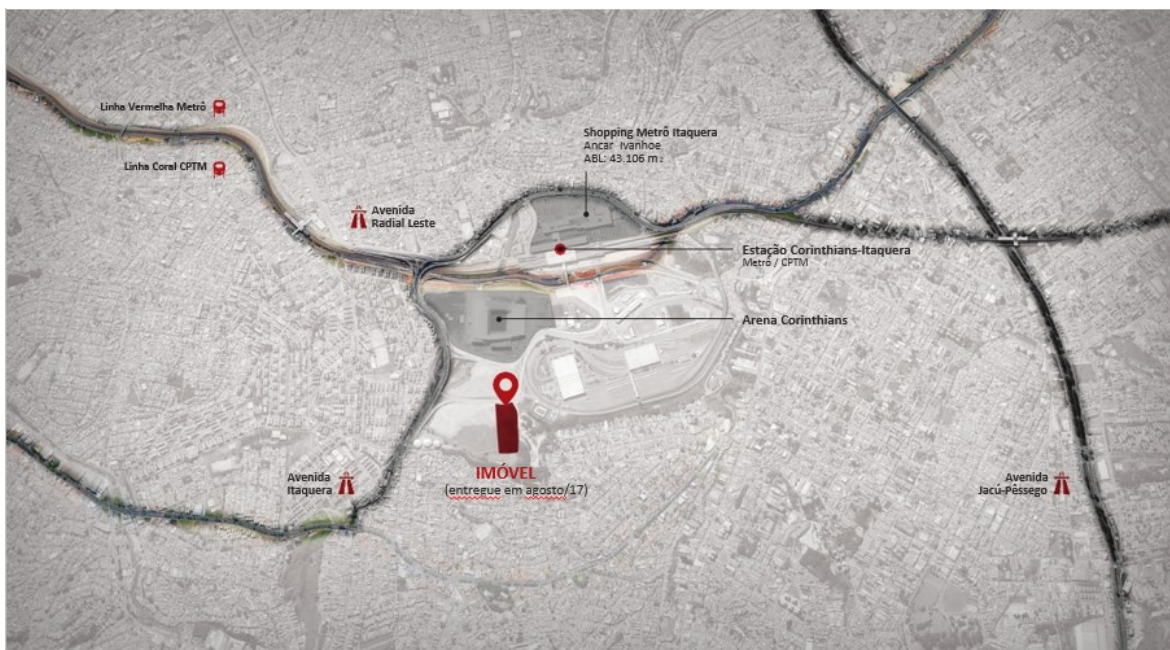 Linha Vermelha Metrô
Linha Coral CPTM
Avenida
Radial Leste
Shopping Metrô Itaquera
Ancar Ivanhoe
ABL: 43.106 m²
Estação Corinthians-Itaquera
Metrô / CPTM
Arena Corinthians
IMÓVEL
(entregue em agosto/17)
Avenida
Itaquera
Avenida
Jacú-Pêssego